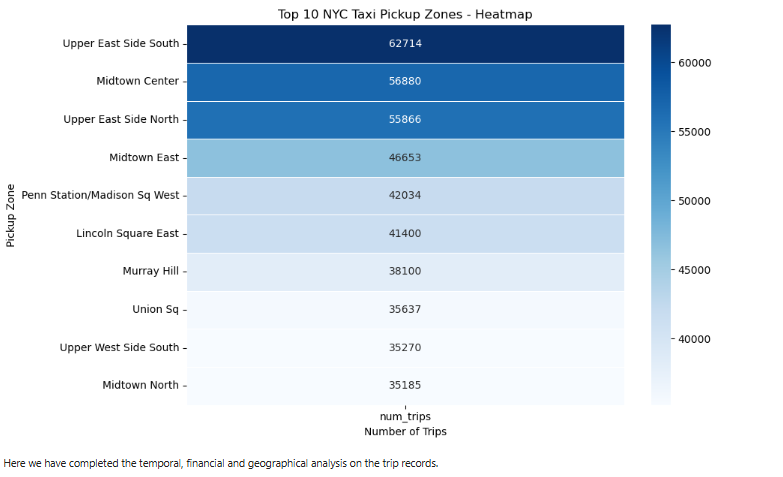 Top 10 NYC Taxi Pickup Zones - Heatmap
Pickup Zone
Upper East Side South 62714
Midtown Center 56880
Upper East Side North 55866
Midtown East 46653
Penn Station/Madison Sq West 42034
Lincoln Square East 41400
Murray Hill 38100
Union Sq 35637
Upper West Side South 35270
Midtown North 35185
num_trips
Number of Trips
60000
55000
50000
45000
40000
Here we have completed the temporal, financial and geographical analysis on the trip records.